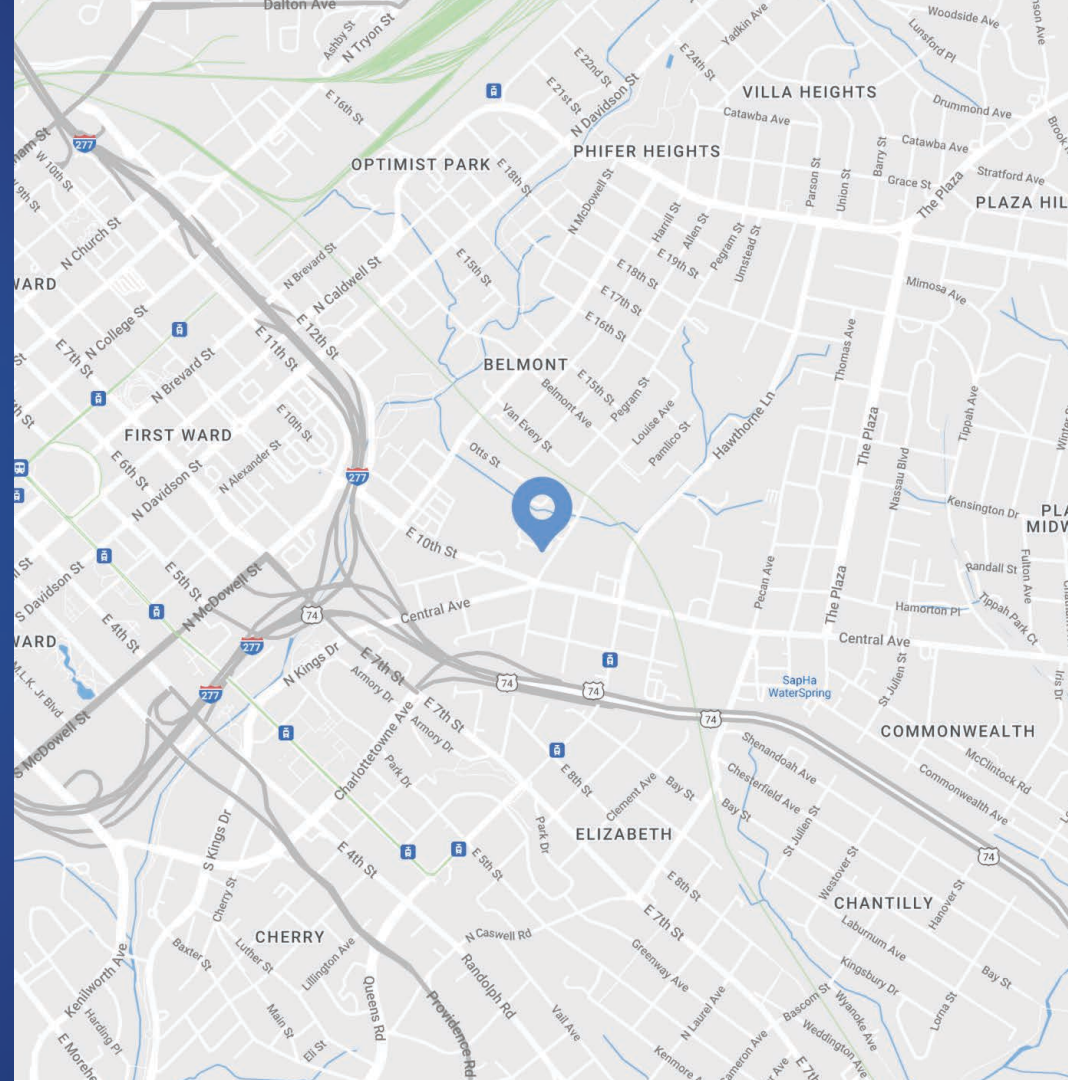 Dalton Ave
Ashby St
N Tryon St
Yadkin Ave
Woodside Ave
Lunsford Pl
E 22nd St
E 24th St
E 21st St
N Davidson St
E 16th St
VILLA HEIGHTS
Catawba Ave
Drummond Ave
277
W 10th St
OPTIMIST PARK
E 18th St
PHIFER HEIGHTS
Catawba Ave
Barry St
Parson St
Union St
Grace St
Stratford Ave
The Plaza
PLAZA HIL
N McDowell St
Harrill St
Allen St
Pegram St
Umstead St
E 19th St
E 18th St
E 17th St
E 16th St
N Church St
N Brevard St
N Caldwell St
E 15th St
WARD
Mimosa Ave
N College St
E 7th St
E 12th St
E 11th St
N Brevard St
Thomas Ave
BELMONT
E 15th St
Belmont Ave
Pegram St
Louise Ave
Pamlico St
Hawthorne Ln
Van Every St
Otts St
The Plaza
Tippah Ave
FIRST WARD
E 10th St
E 6th St
N Alexander St
N Davidson St
277
Nassau Blvd
Kensington Dr
PLA
MIDW
E 10th St
Pecan Ave
The Plaza
Randall St
Fulton Ave
Tippah Park Ct
Hamorton Pl
S Davidson St
E 5th St
N McDowell St
E 4th St
74
Central Ave
Central Ave
WARD
277
N Kings Dr
E 7th St
Armory Dr
M.L.K. Jr Blvd
277
74
74
74
SapHa
WaterSpring
St Julien St
Iris Dr
S McDowell St
Charlottetowne Ave
E 7th St
Armory Dr
Park Dr
COMMONWEALTH
McClintock Rd
Commonwealth Ave
Shenandoah Ave
Chesterfield Ave
E 8th St
Clement Ave
Bay St
Bay St
St Julien St
S Kings Dr
E 4th St
E 5th St
Park Dr
ELIZABETH
74
Westover St
Hanover St
CHANTILLY
Laburnum Ave
Kingsbury Dr
Bay St
Lorna St
Cherry St
CHERRY
Baxter St
Luther St
Lillington Ave
N Caswell Rd
E 8th St
E 7th St
Greenway Ave
Randolph Rd
Kenilworth Ave
Harding Pl
Main St
Eli St
Queens Rd
Providence Rd
Vail Ave
N Laurel Ave
Bascom St
Wyanoke Ave
Weddington Ave
Kenmore
Cameron Ave
E Morehe
E 7th